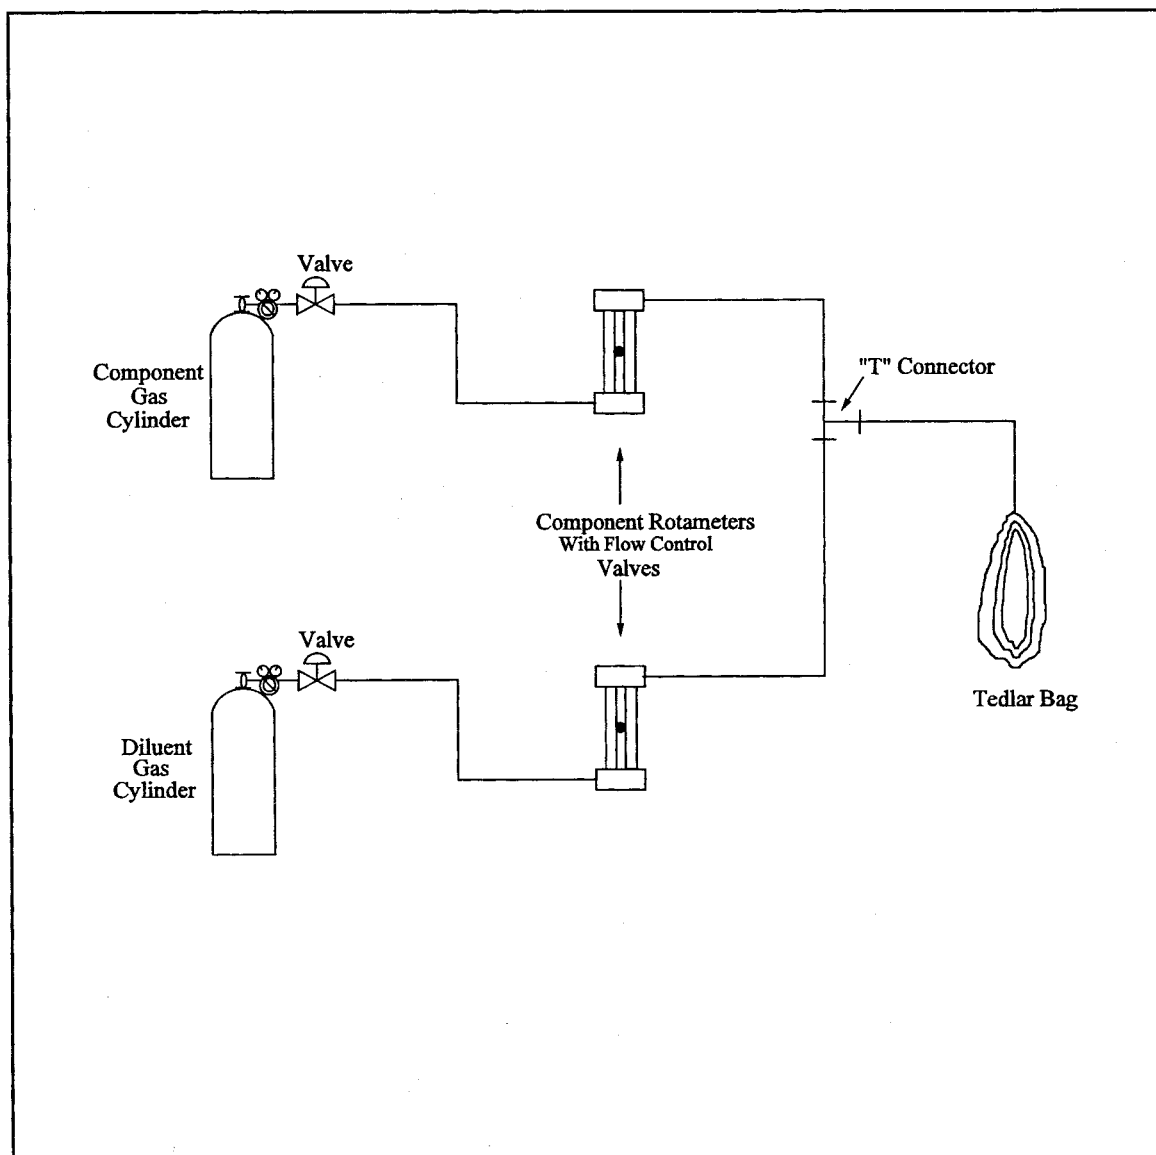 Valve
Component
Gas
Cylinder
"T" Connector
Component Rotameters
With Flow Control
Valves
Valve
Tedlar Bag
Diluent
Gas
Cylinder